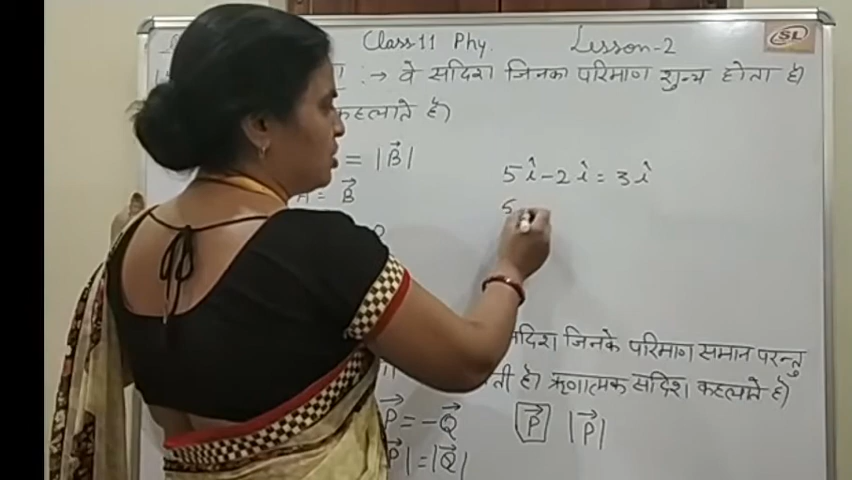 Class 11 Phy. Lesson-2
SL
:→ वे सदिश जिनका परिमाण शुन्य होता है।
कहलाते है)
= |B⃗|
= B⃗
5î - 2î = 3î
5
सदिश जिनके परिमाण समान परन्तु
ती है। ऋणात्मक सदिश कहलाते है)
P⃗ = -Q⃗
P⃗| = |Q⃗|
P⃗ |P⃗|